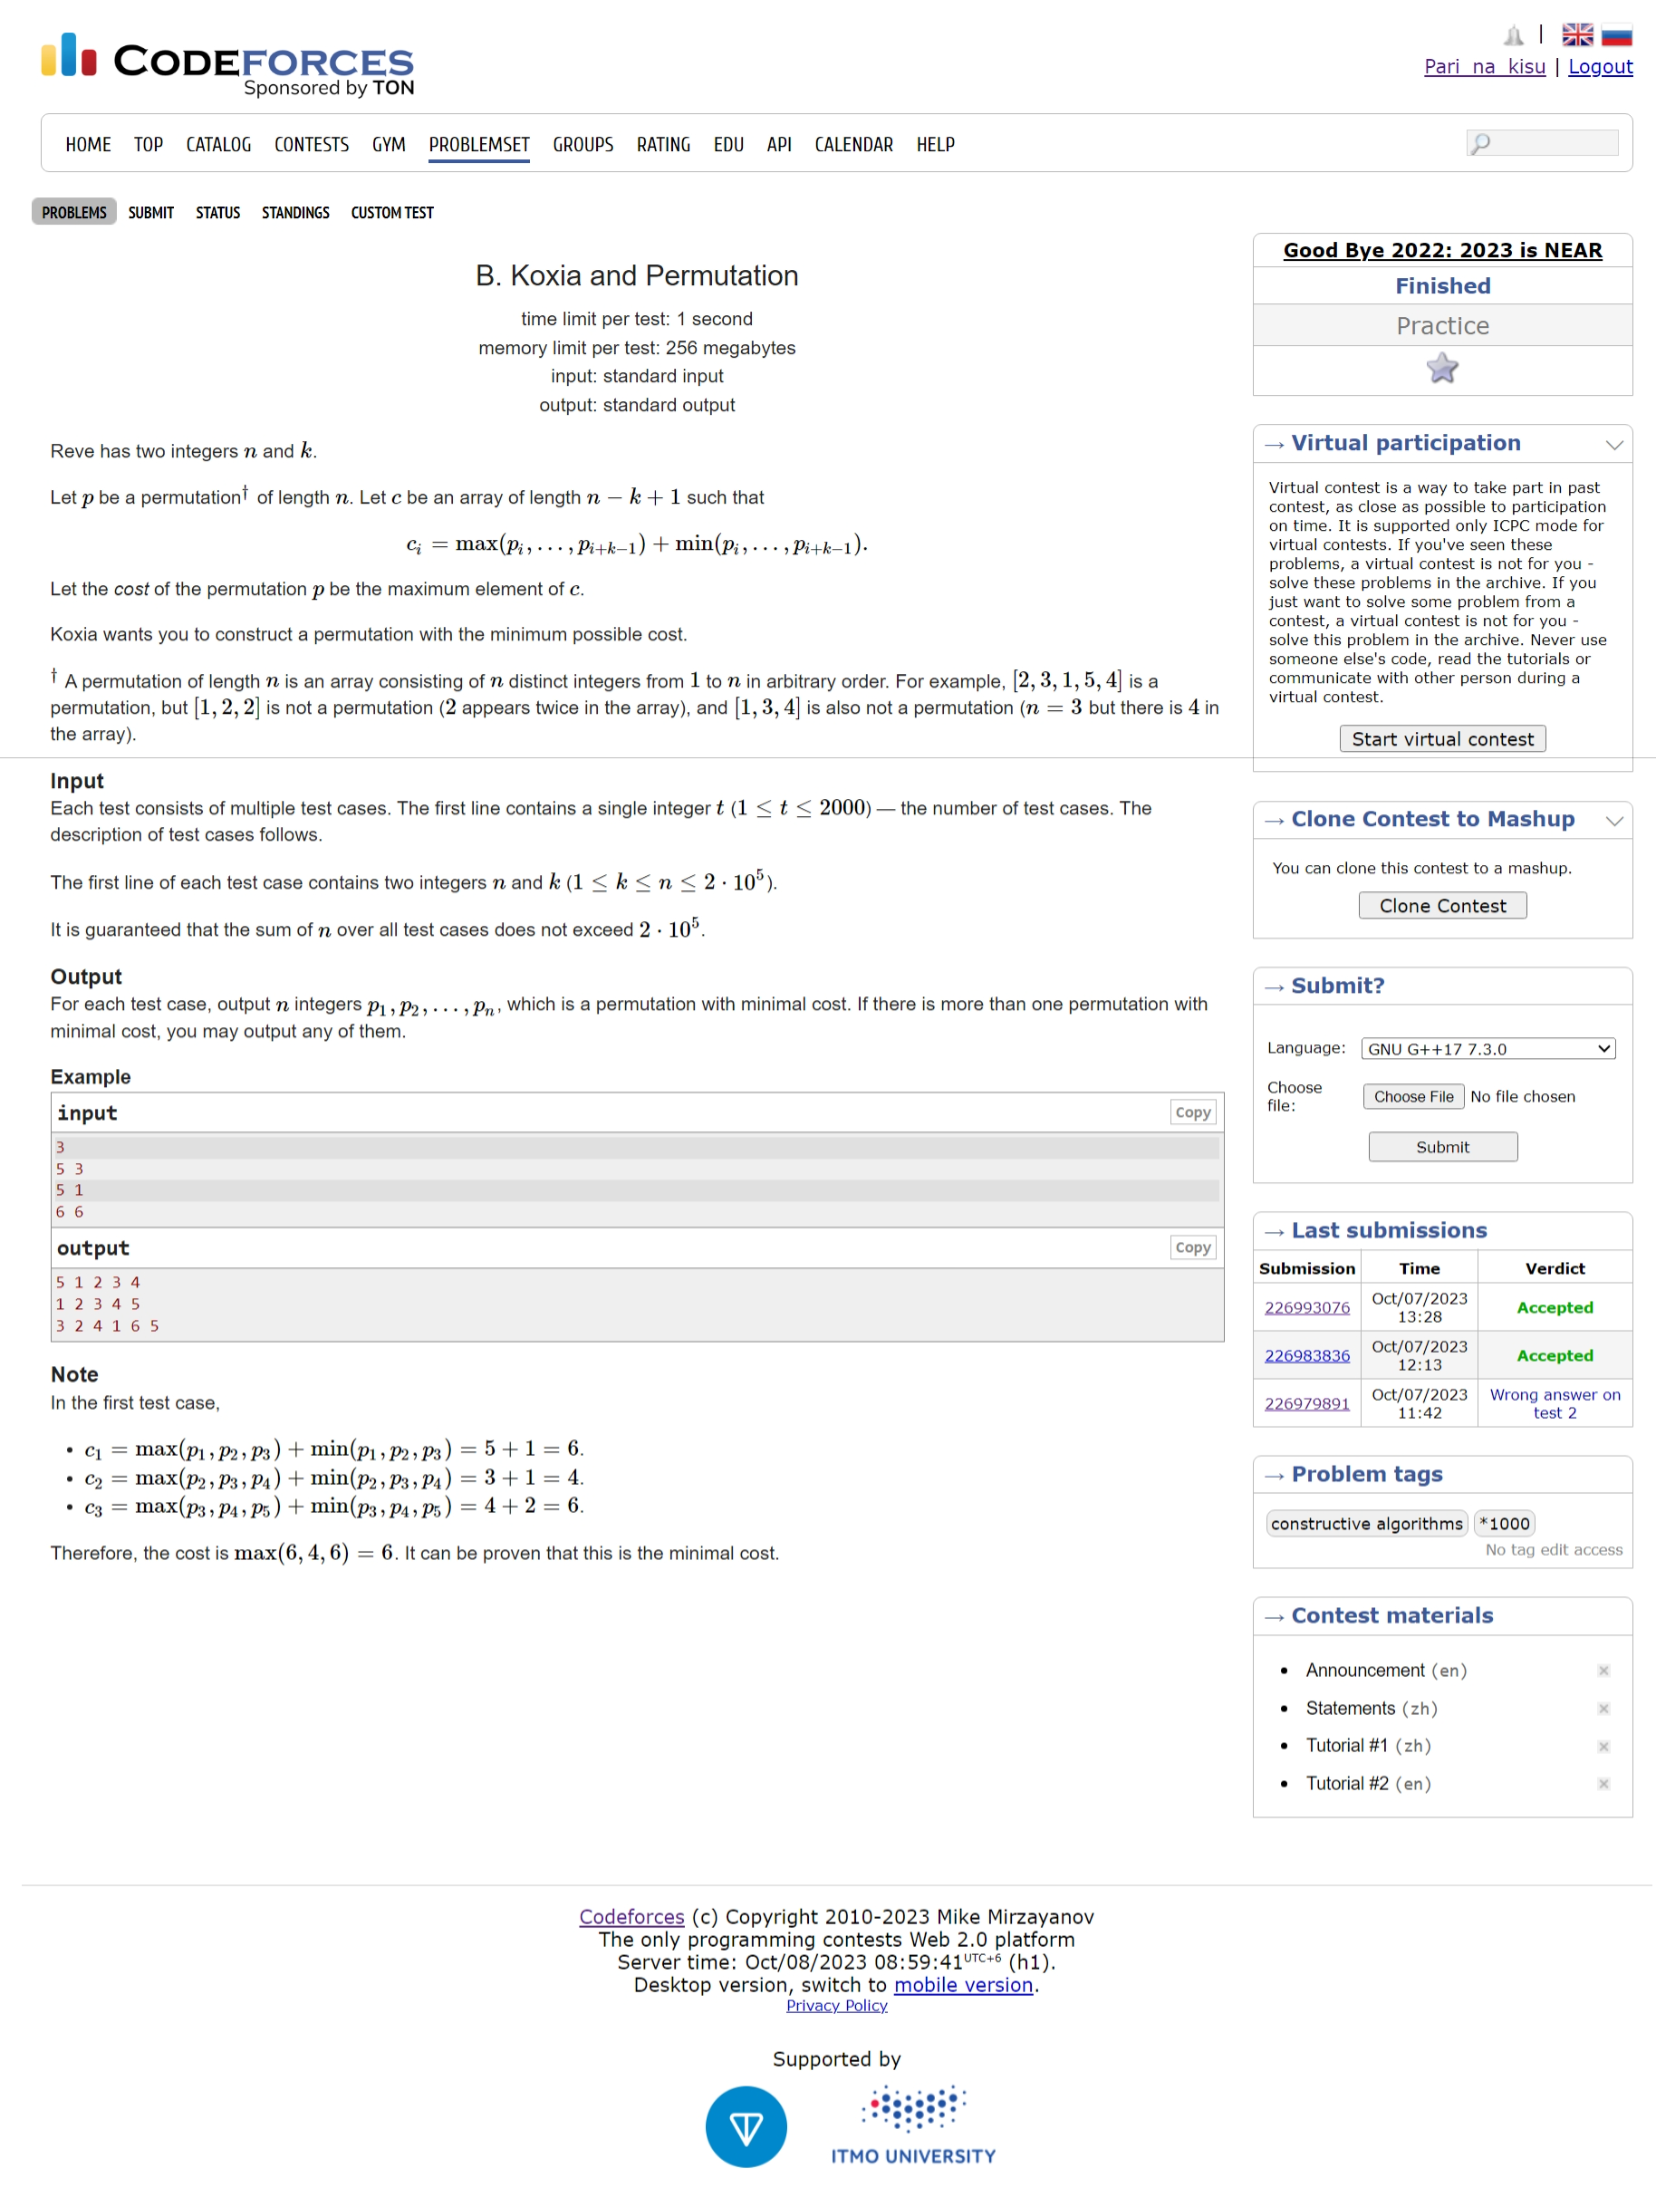 CODEFORCES
Sponsored by TON
|
Pari_na_kisu | Logout
HOME TOP CATALOG CONTESTS GYM PROBLEMSET GROUPS RATING EDU API CALENDAR HELP
PROBLEMS SUBMIT STATUS STANDINGS CUSTOM TEST
B. Koxia and Permutation
time limit per test: 1 second
memory limit per test: 256 megabytes
input: standard input
output: standard output
Reve has two integers n and k.
Let p be a permutation† of length n. Let c be an array of length n − k + 1 such that
c_i = max(p_i, …, p_{i+k−1}) + min(p_i, …, p_{i+k−1}).
Let the cost of the permutation p be the maximum element of c.
Koxia wants you to construct a permutation with the minimum possible cost.
† A permutation of length n is an array consisting of n distinct integers from 1 to n in arbitrary order. For example, [2, 3, 1, 5, 4] is a
permutation, but [1, 2, 2] is not a permutation (2 appears twice in the array), and [1, 3, 4] is also not a permutation (n = 3 but there is 4 in
the array).
Input
Each test consists of multiple test cases. The first line contains a single integer t (1 ≤ t ≤ 2000) — the number of test cases. The
description of test cases follows.
The first line of each test case contains two integers n and k (1 ≤ k ≤ n ≤ 2 · 10^5).
It is guaranteed that the sum of n over all test cases does not exceed 2 · 10^5.
Output
For each test case, output n integers p_1, p_2, …, p_n, which is a permutation with minimal cost. If there is more than one permutation with
minimal cost, you may output any of them.
Example
input
Copy
3
5 3
5 1
6 6
output
Copy
5 1 2 3 4
1 2 3 4 5
3 2 4 1 6 5
Note
In the first test case,
• c_1 = max(p_1, p_2, p_3) + min(p_1, p_2, p_3) = 5 + 1 = 6.
• c_2 = max(p_2, p_3, p_4) + min(p_2, p_3, p_4) = 3 + 1 = 4.
• c_3 = max(p_3, p_4, p_5) + min(p_3, p_4, p_5) = 4 + 2 = 6.
Therefore, the cost is max(6, 4, 6) = 6. It can be proven that this is the minimal cost.
Good Bye 2022: 2023 is NEAR
Finished
Practice
→ Virtual participation
Virtual contest is a way to take part in past
contest, as close as possible to participation
on time. It is supported only ICPC mode for
virtual contests. If you've seen these
problems, a virtual contest is not for you -
solve these problems in the archive. If you
just want to solve some problem from a
contest, a virtual contest is not for you -
solve this problem in the archive. Never use
someone else's code, read the tutorials or
communicate with other person during a
virtual contest.
Start virtual contest
→ Clone Contest to Mashup
You can clone this contest to a mashup.
Clone Contest
→ Submit?
Language: GNU G++17 7.3.0
Choose
file:
Choose File No file chosen
Submit
→ Last submissions
Submission Time Verdict
226993076 Oct/07/2023 13:28 Accepted
226983836 Oct/07/2023 12:13 Accepted
226979891 Oct/07/2023 11:42 Wrong answer on test 2
→ Problem tags
constructive algorithms *1000
No tag edit access
→ Contest materials
• Announcement (en)
• Statements (zh)
• Tutorial #1 (zh)
• Tutorial #2 (en)
Codeforces (c) Copyright 2010-2023 Mike Mirzayanov
The only programming contests Web 2.0 platform
Server time: Oct/08/2023 08:59:41 UTC+6 (h1).
Desktop version, switch to mobile version.
Privacy Policy
Supported by
ITMO UNIVERSITY